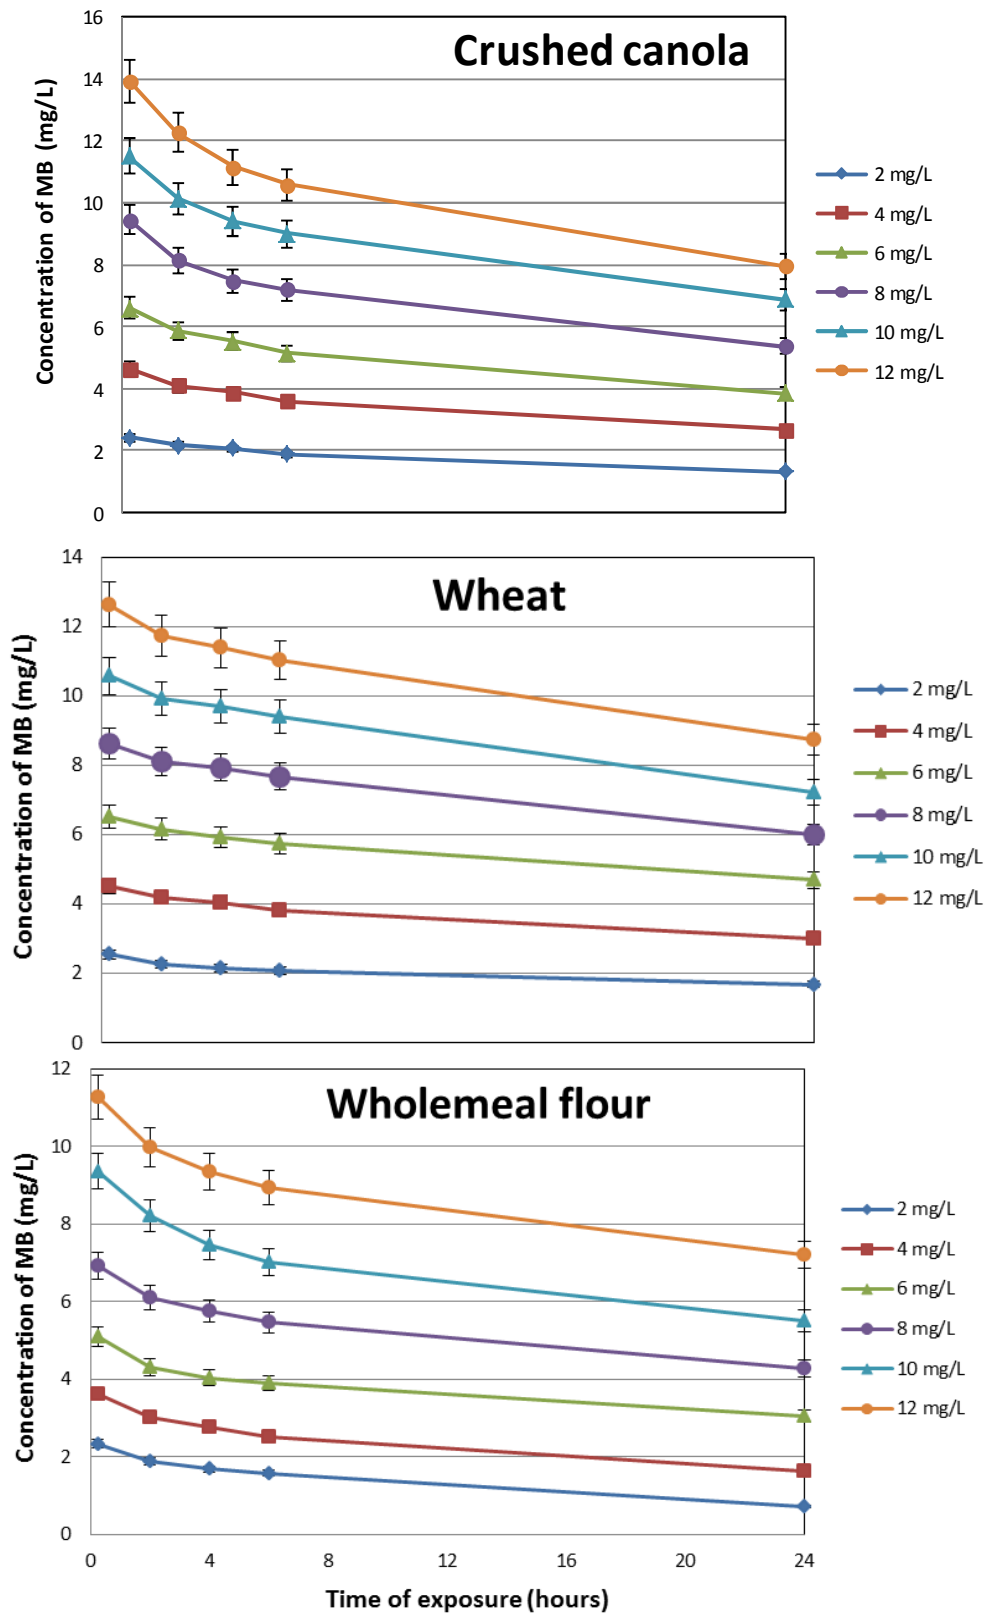 Crushed canola
Concentration of MB (mg/L)
16
14
12
10
8
6
4
2
0
2 mg/L
4 mg/L
6 mg/L
8 mg/L
10 mg/L
12 mg/L
Wheat
Concentration of MB (mg/L)
14
12
10
8
6
4
2
0
2 mg/L
4 mg/L
6 mg/L
8 mg/L
10 mg/L
12 mg/L
Wholemeal flour
Concentration of MB (mg/L)
12
10
8
6
4
2
0
2 mg/L
4 mg/L
6 mg/L
8 mg/L
10 mg/L
12 mg/L
0 4 8 12 16 20 24
Time of exposure (hours)